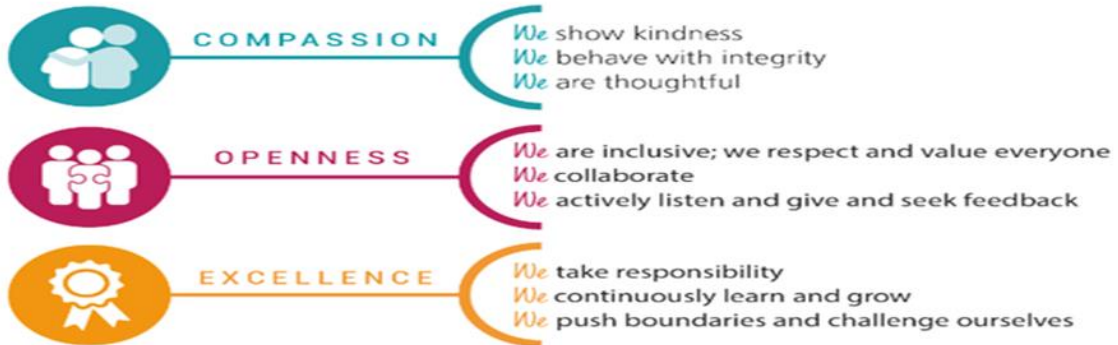 COMPASSION
We show kindness
We behave with integrity
We are thoughtful
OPENNESS
We are inclusive; we respect and value everyone
We collaborate
We actively listen and give and seek feedback
EXCELLENCE
We take responsibility
We continuously learn and grow
We push boundaries and challenge ourselves